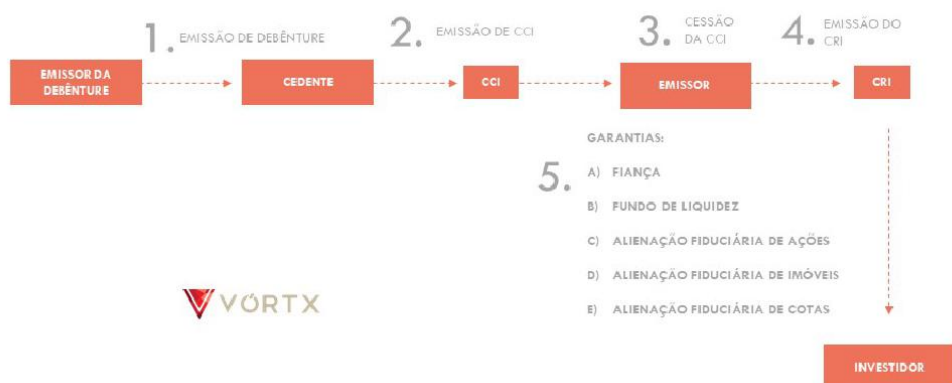 1. EMISSÃO DE DEBÊNTURE
2. EMISSÃO DE CCI
3. CESSÃO
DA CCI
4. EMISSÃO DO
CRI
EMISSOR DA
DEBÊNTURE
CEDENTE
CCI
EMISSOR
CRI
GARANTIAS:
5.
A) FIANÇA
B) FUNDO DE LIQUIDEZ
C) ALIENAÇÃO FIDUCIÁRIA DE AÇÕES
D) ALIENAÇÃO FIDUCIÁRIA DE IMÓVEIS
E) ALIENAÇÃO FIDUCIÁRIA DE COTAS
VÓRTX
INVESTIDOR